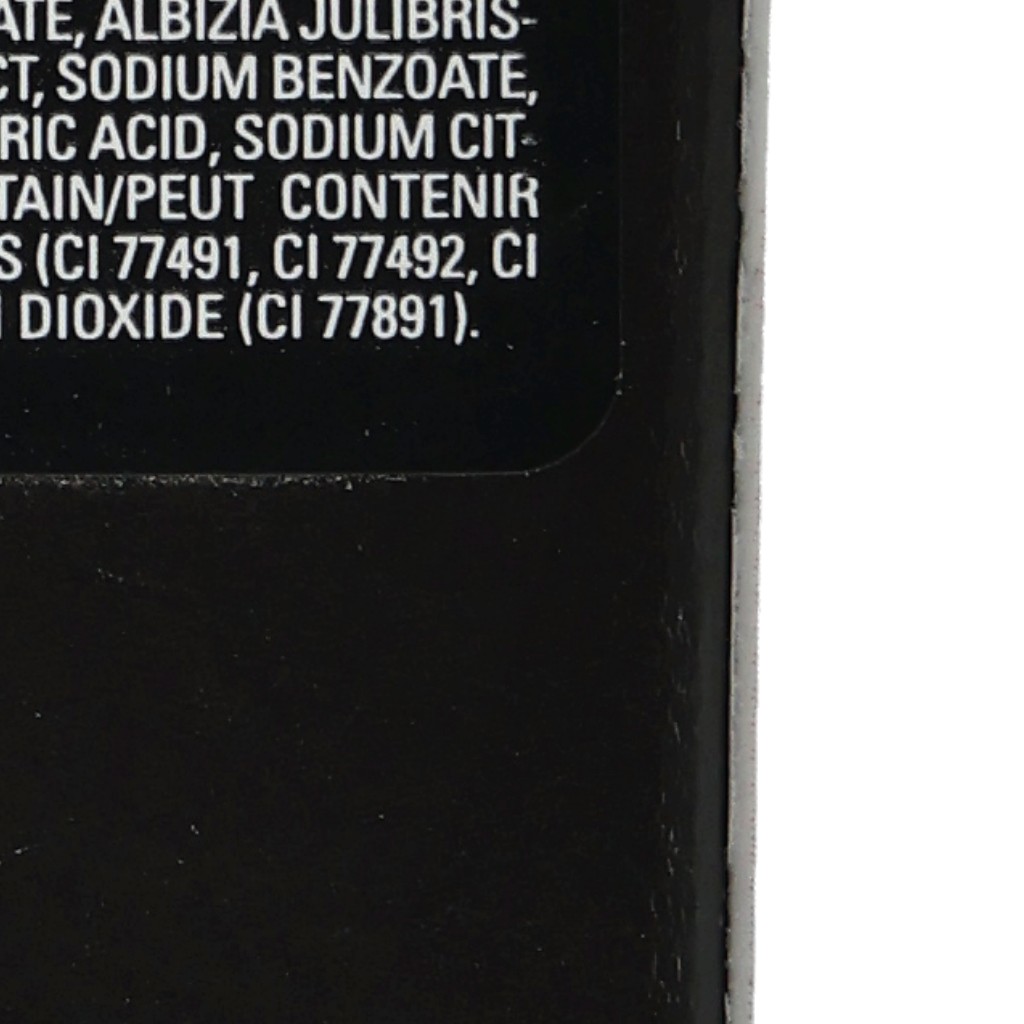 ATE, ALBIZIA JULIBRIS-
CT, SODIUM BENZOATE,
RIC ACID, SODIUM CIT-
TAIN/PEUT CONTENIR
S (CI 77491, CI 77492, CI
DIOXIDE (CI 77891).